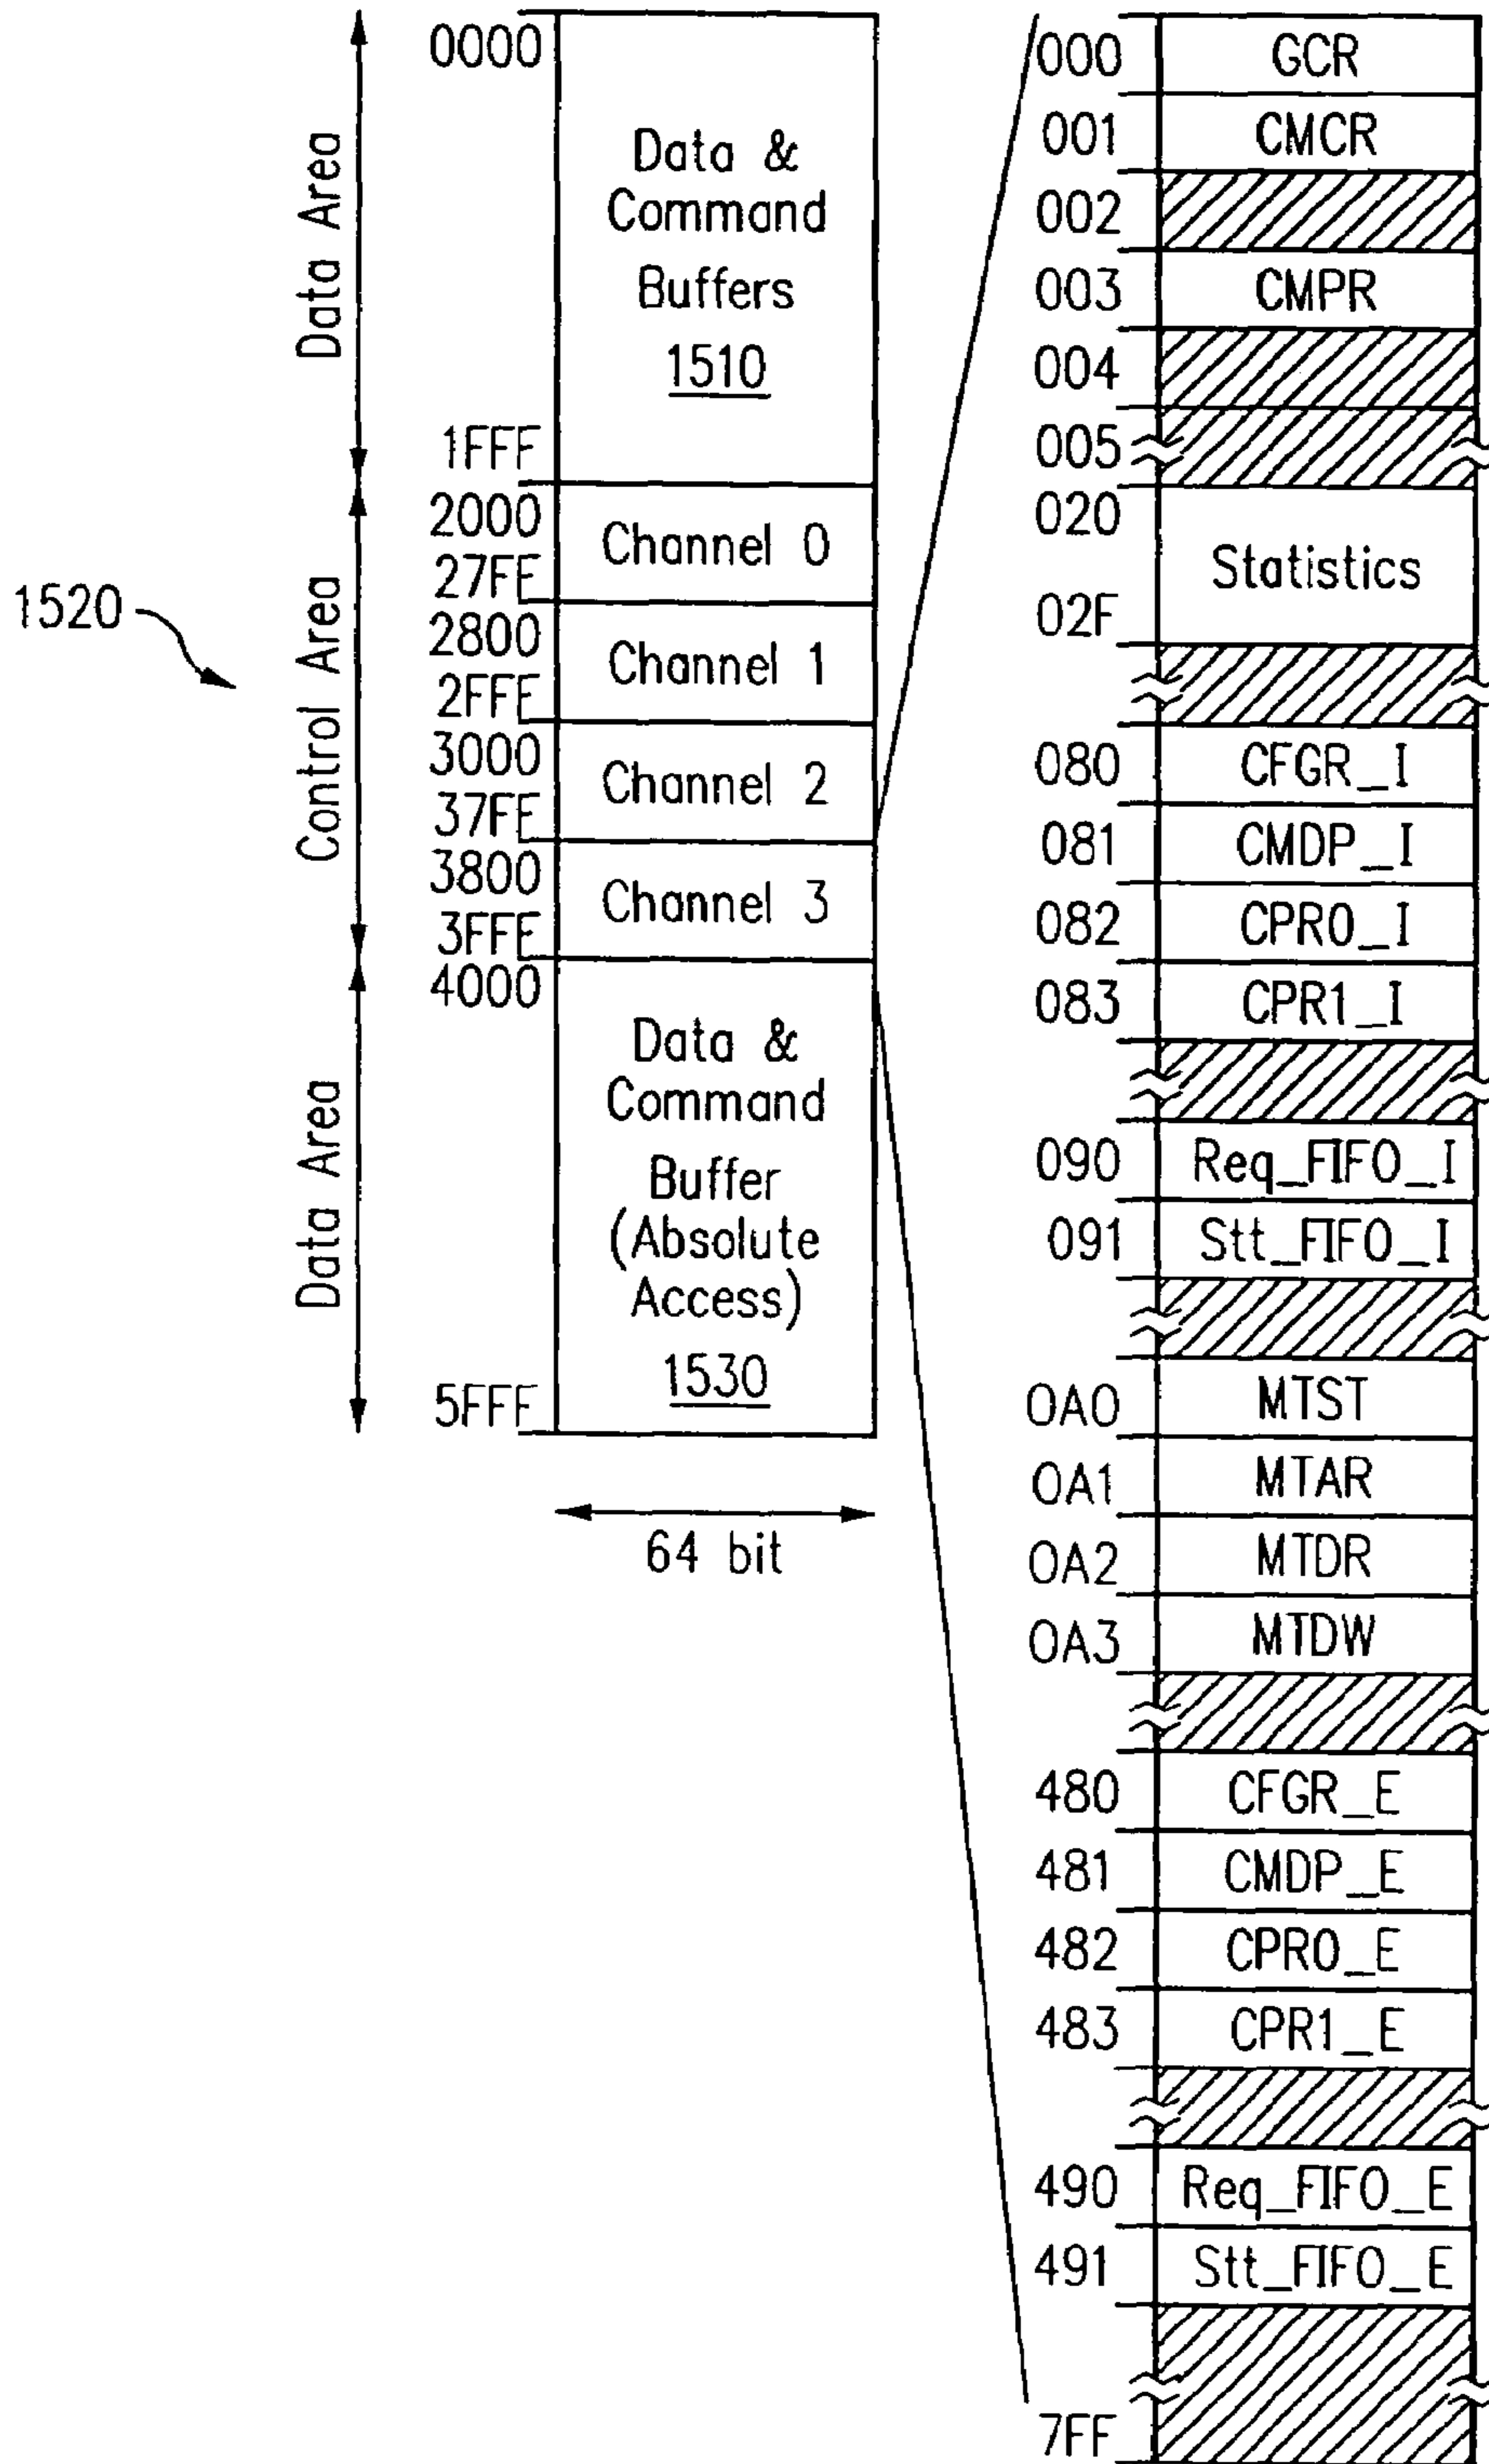 Data Area
Control Area
Data Area
1520
0000
Data &
Command
Buffers
1510
1FFF
2000
Channel 0
27FF
2800
Channel 1
2FFF
3000
Channel 2
37FF
3800
Channel 3
3FFF
4000
Data &
Command
Buffer
(Absolute
Access)
1530
5FFF
64 bit
000 GCR
001 CMCR
002
003 CMPR
004
005
020
Statistics
02F
080 CFGR_I
081 CMDP_I
082 CPR0_I
083 CPR1_I
090 Req_FIFO_I
091 Stt_FIFO_I
0A0 MTST
0A1 MTAR
0A2 MTDR
0A3 MTDW
480 CFGR_E
481 CMDP_E
482 CPR0_E
483 CPR1_E
490 Req_FIFO_E
491 Stt_FIFO_E
7FF